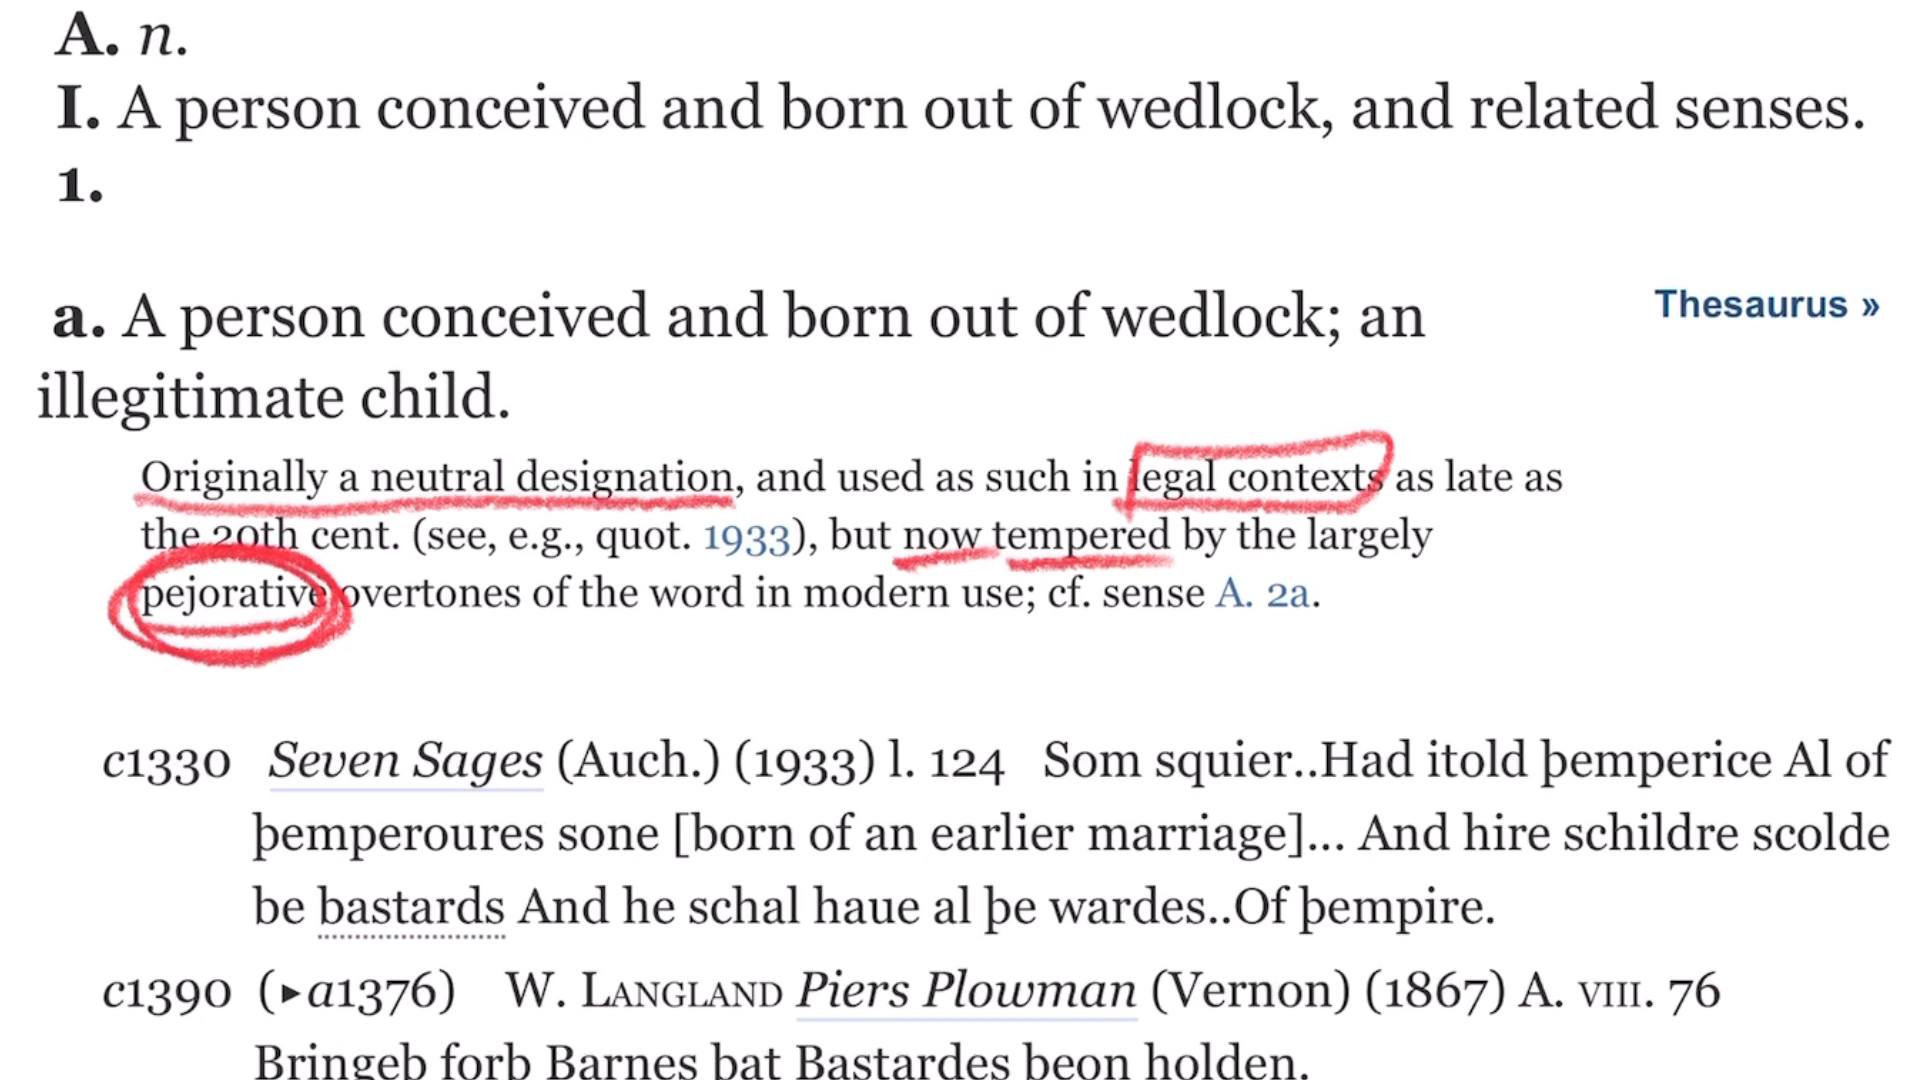 A. n.
I. A person conceived and born out of wedlock, and related senses.
1.
a. A person conceived and born out of wedlock; an
Thesaurus »
illegitimate child.
Originally a neutral designation, and used as such in legal contexts as late as
the 20th cent. (see, e.g., quot. 1933), but now tempered by the largely
pejorative overtones of the word in modern use; cf. sense A. 2a.
c1330 Seven Sages (Auch.) (1933) l. 124 Som squier..Had itold þemperice Al of
þemperoures sone [born of an earlier marriage]... And hire schildre scolde
be bastards And he schal haue al þe wardes..Of þempire.
c1390 (▸a1376) W. LANGLAND Piers Plowman (Vernon) (1867) A. VIII. 76
Bringeþ forþ Barnes þat Bastardes beon holden.